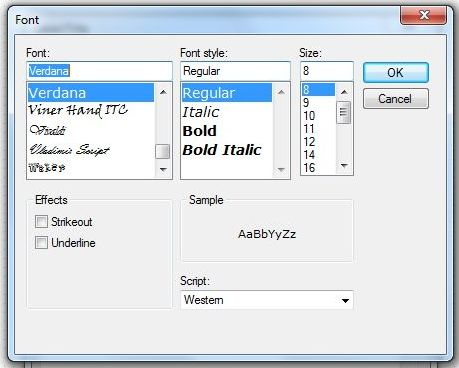 Font
Font:
Verdana
Verdana
Viner Hand ITC
Vivaldi
Vladimir Script
Font style:
Regular
Regular
Italic
Bold
Bold Italic
Size:
8
8
9
10
11
12
14
16
OK
Cancel
Effects
Strikeout
Underline
Sample
AaBbYyZz
Script:
Western